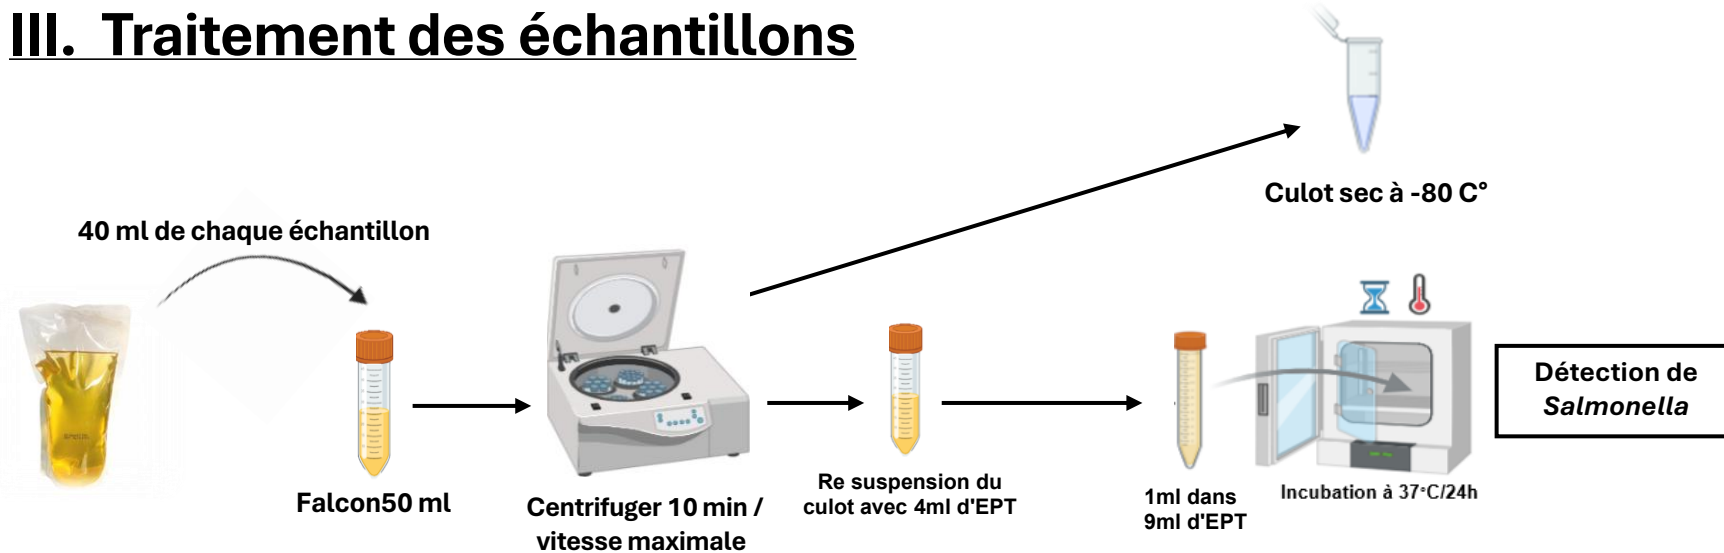 III. Traitement des échantillons
Culot sec à -80 C°
40 ml de chaque échantillon
Falcon50 ml
Centrifuger 10 min /
vitesse maximale
Re suspension du
culot avec 4ml d'EPT
1ml dans
9ml d'EPT
Incubation à 37°C/24h
Détection de
Salmonella